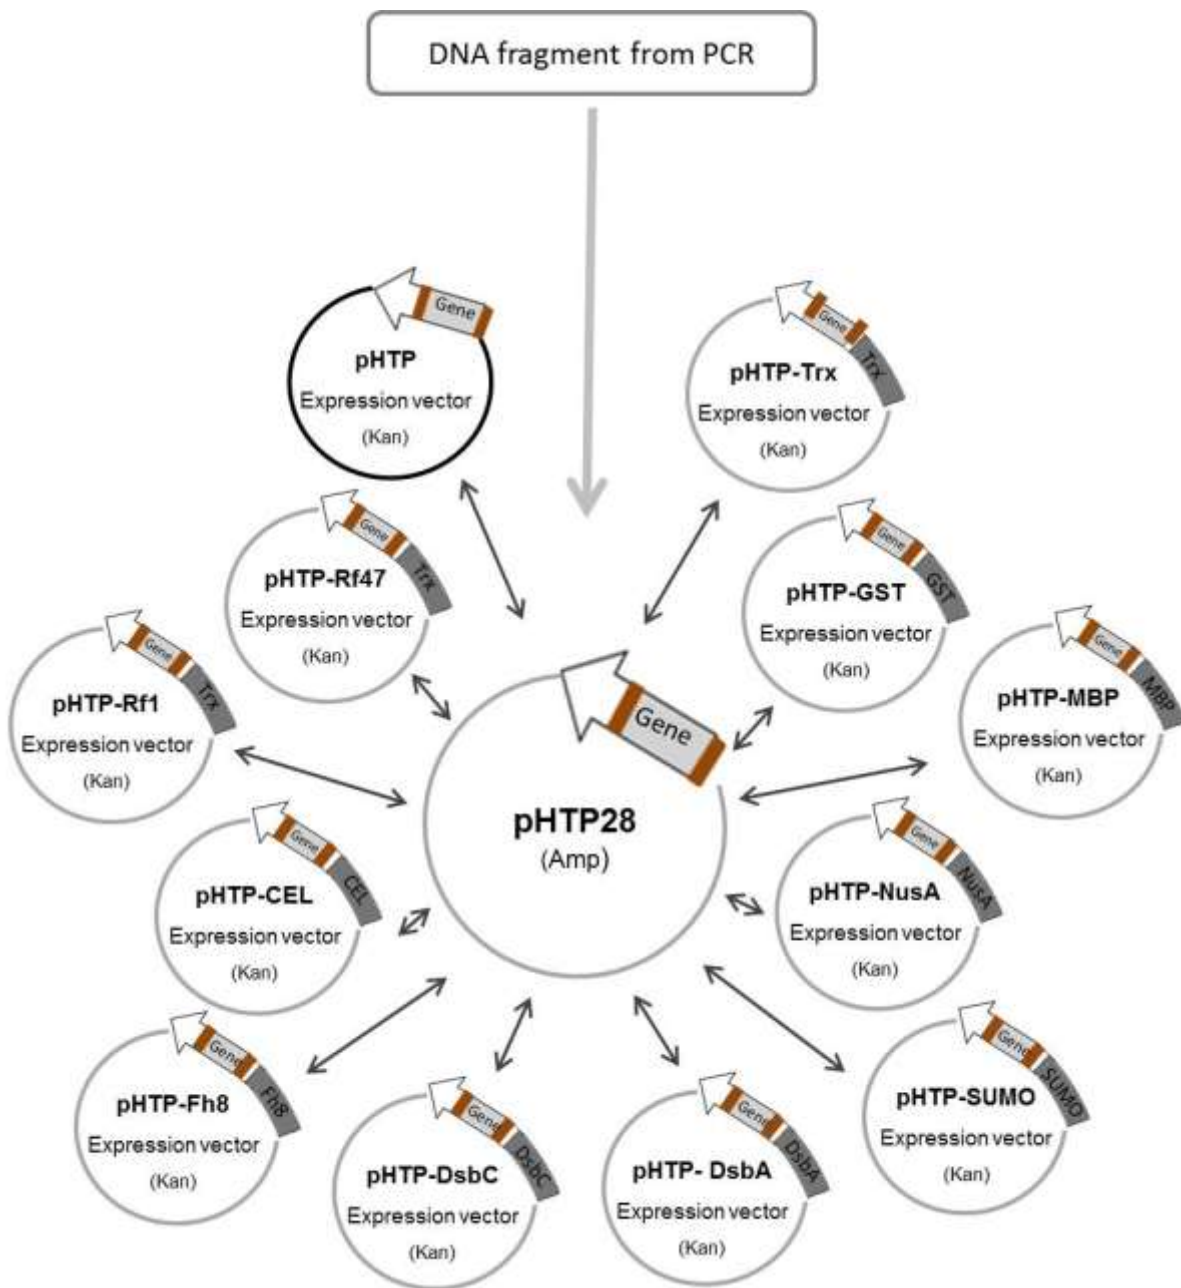 DNA fragment from PCR
Gene
pHTP
Expression vector
(Kan)
Gene
Trx
pHTP-Trx
Expression vector
(Kan)
Gene
Trx
pHTP-Rf47
Expression vector
(Kan)
Gene
GST
pHTP-GST
Expression vector
(Kan)
Gene
Trx
pHTP-Rf1
Expression vector
(Kan)
Gene
MBP
pHTP-MBP
Expression vector
(Kan)
Gene
pHTP28
(Amp)
Gene
CEL
pHTP-CEL
Expression vector
(Kan)
Gene
NusA
pHTP-NusA
Expression vector
(Kan)
Gene
Fh8
pHTP-Fh8
Expression vector
(Kan)
Gene
DsbC
pHTP-DsbC
Expression vector
(Kan)
Gene
DsbA
pHTP- DsbA
Expression vector
(Kan)
Gene
SUMO
pHTP-SUMO
Expression vector
(Kan)